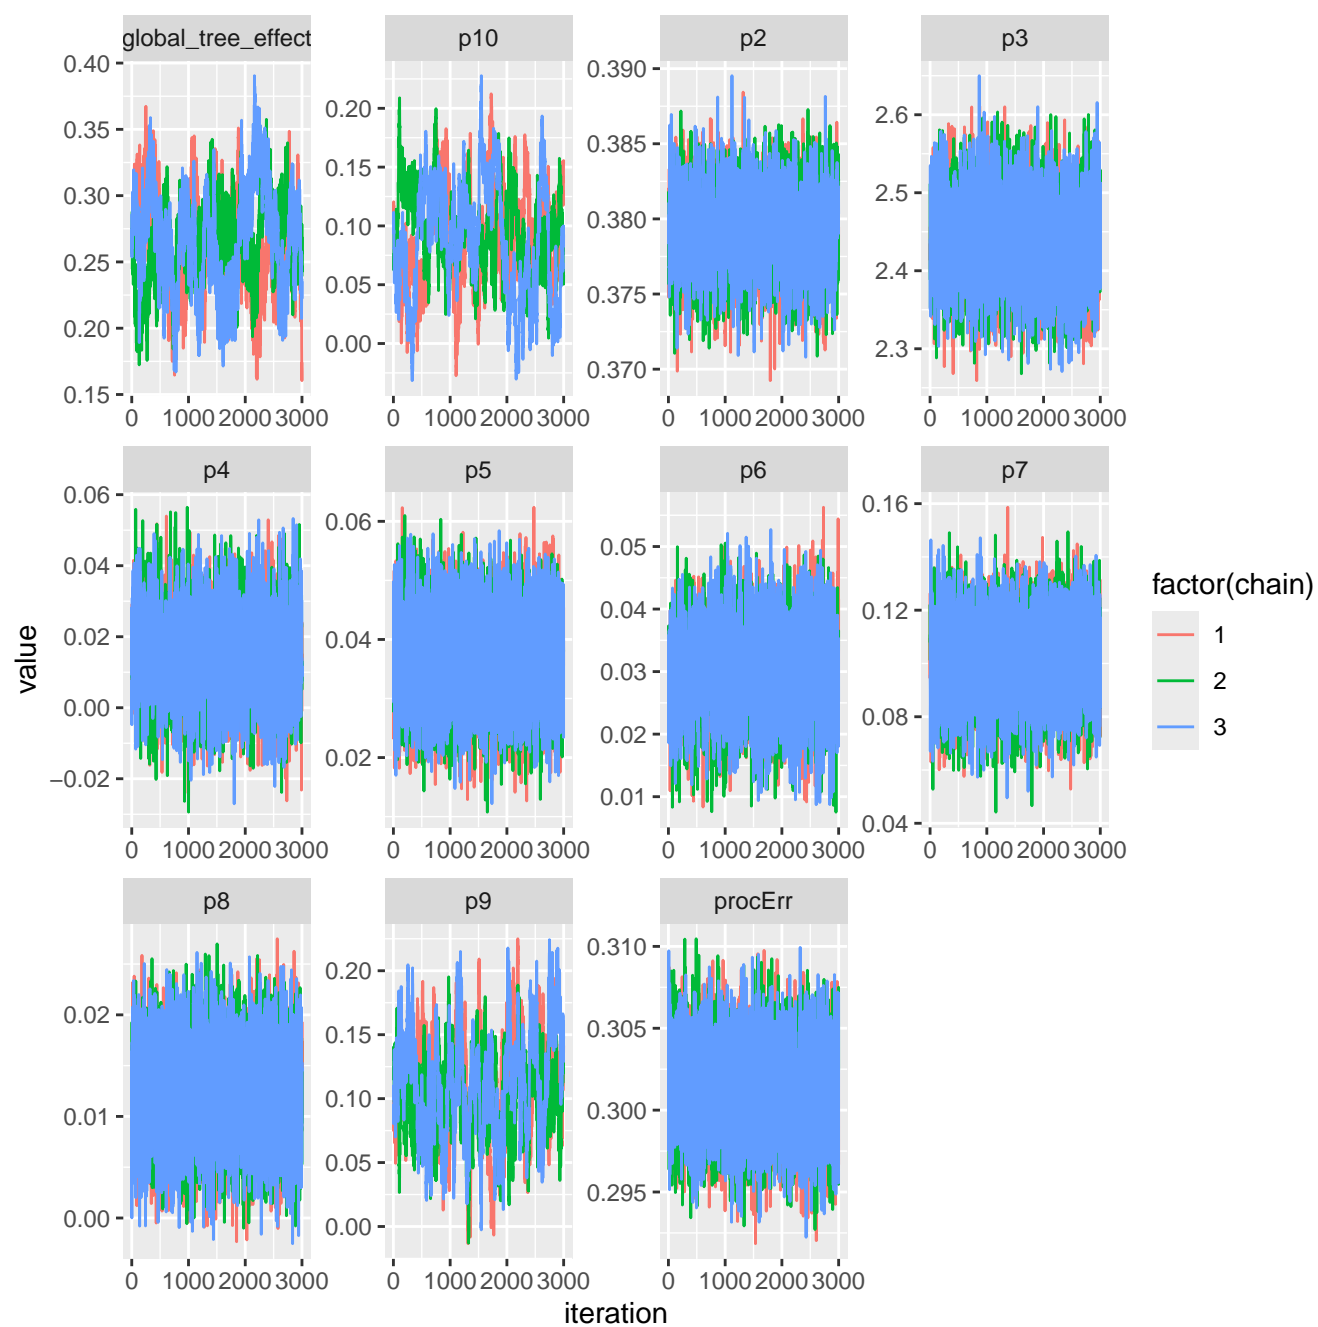 global_tree_effect
p10
p2
p3
0.40
0.35
0.30
0.25
0.20
0.15
0.20
0.15
0.10
0.05
0.00
0.390
0.385
0.380
0.375
0.370
2.6
2.5
2.4
2.3
0 1000 2000 3000
0 1000 2000 3000
0 1000 2000 3000
0 1000 2000 3000
p4
p5
p6
p7
0.06
0.04
0.02
0.00
−0.02
0.06
0.04
0.02
0.05
0.04
0.03
0.02
0.01
0.16
0.12
0.08
0.04
0 1000 2000 3000
0 1000 2000 3000
0 1000 2000 3000
0 1000 2000 3000
p8
p9
procErr
0.02
0.01
0.00
0.20
0.15
0.10
0.05
0.00
0.310
0.305
0.300
0.295
0 1000 2000 3000
0 1000 2000 3000
0 1000 2000 3000
value
iteration
factor(chain)
1
2
3